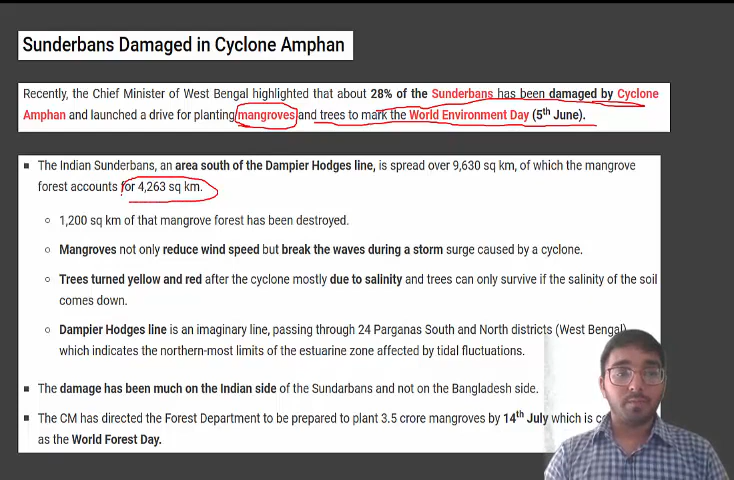 Sunderbans Damaged in Cyclone Amphan
Recently, the Chief Minister of West Bengal highlighted that about 28% of the Sunderbans has been damaged by Cyclone
Amphan and launched a drive for planting mangroves and trees to mark the World Environment Day (5th June).
The Indian Sunderbans, an area south of the Dampier Hodges line, is spread over 9,630 sq km, of which the mangrove
forest accounts for 4,263 sq km.
1,200 sq km of that mangrove forest has been destroyed.
Mangroves not only reduce wind speed but break the waves during a storm surge caused by a cyclone.
Trees turned yellow and red after the cyclone mostly due to salinity and trees can only survive if the salinity of the soil
comes down.
Dampier Hodges line is an imaginary line, passing through 24 Parganas South and North districts (West Bengal),
which indicates the northern-most limits of the estuarine zone affected by tidal fluctuations.
The damage has been much on the Indian side of the Sundarbans and not on the Bangladesh side.
The CM has directed the Forest Department to be prepared to plant 3.5 crore mangroves by 14th July which is
as the World Forest Day.